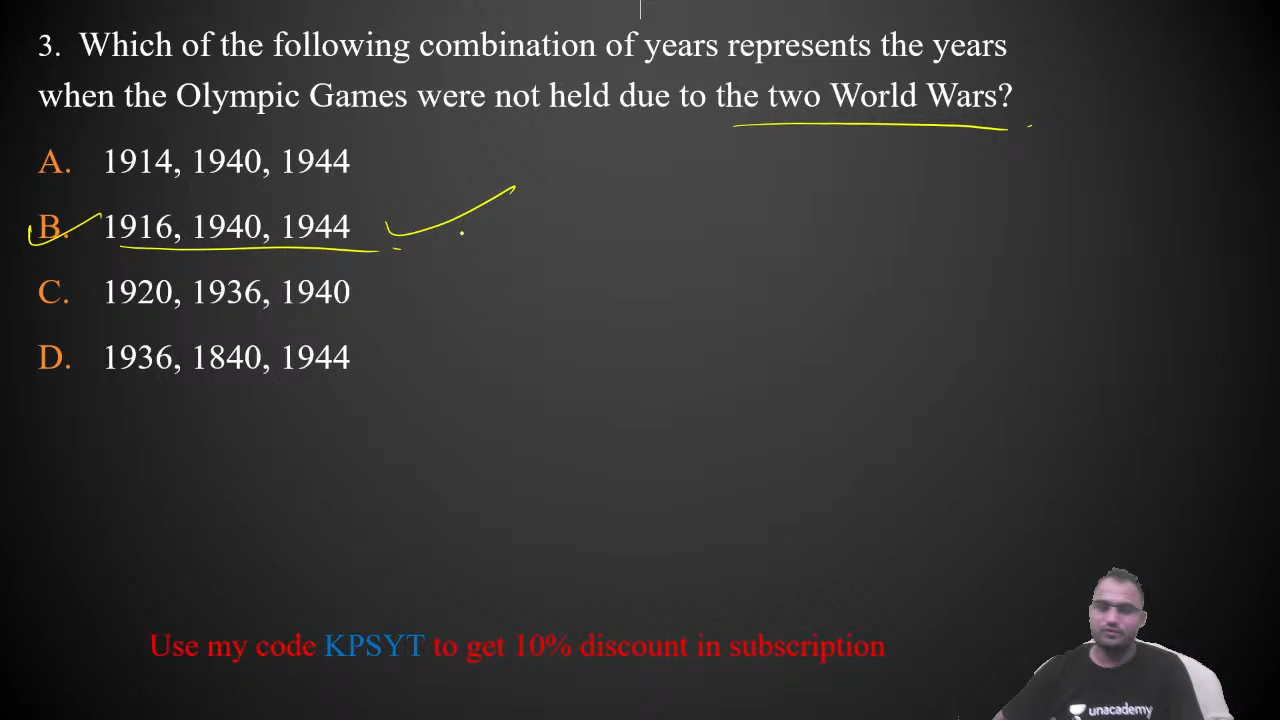 3. Which of the following combination of years represents the years
when the Olympic Games were not held due to the two World Wars?
A. 1914, 1940, 1944
B. 1916, 1940, 1944
C. 1920, 1936, 1940
D. 1936, 1840, 1944
Use my code KPSYT to get 10% discount in subscription
unacademy